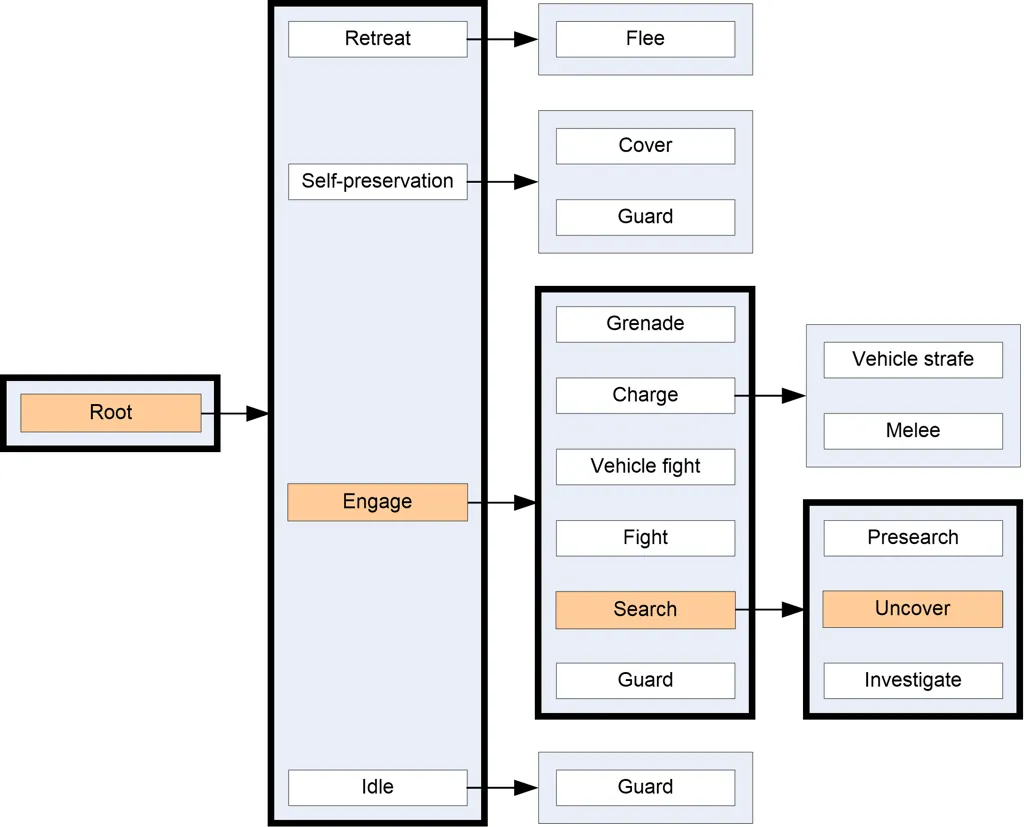 Root
Retreat
Self-preservation
Engage
Idle
Flee
Cover
Guard
Grenade
Charge
Vehicle fight
Fight
Search
Guard
Guard
Vehicle strafe
Melee
Presearch
Uncover
Investigate